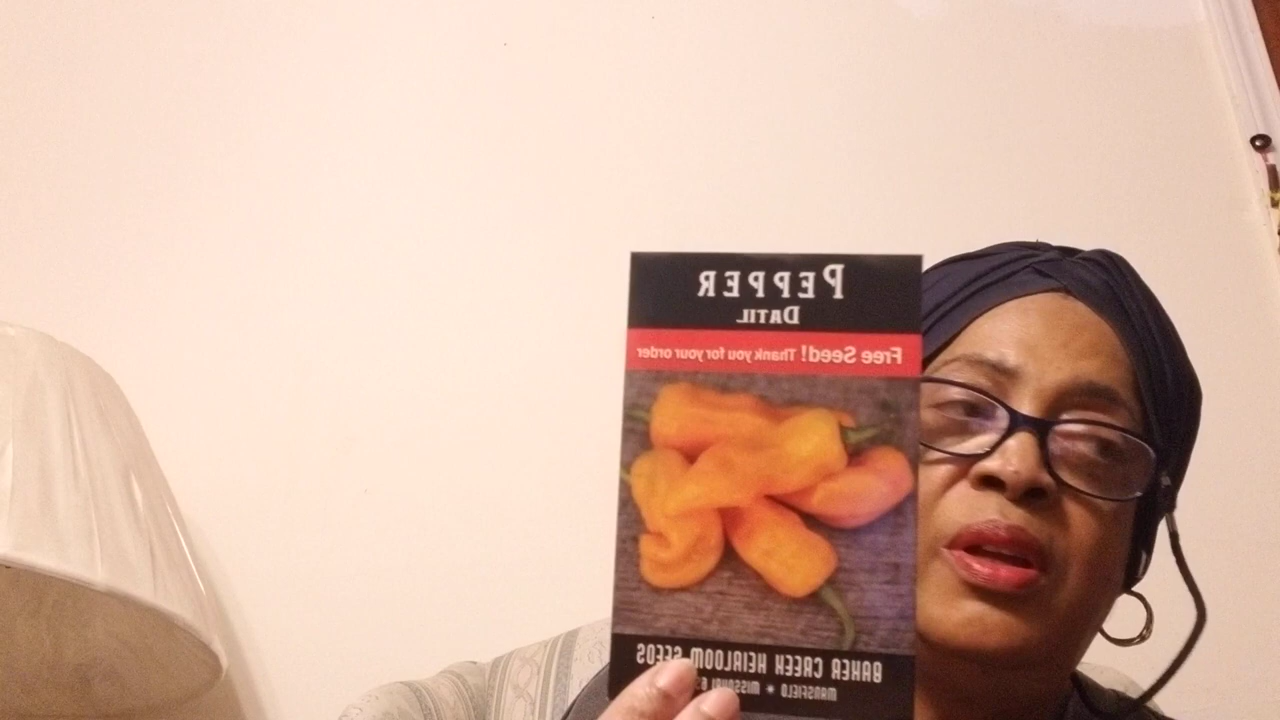 PEPPER
DATIL
Free Seed! Thank you for your order
BAKER CREEK HEIRLOOM SEEDS
MANSFIELD * MISSOURI